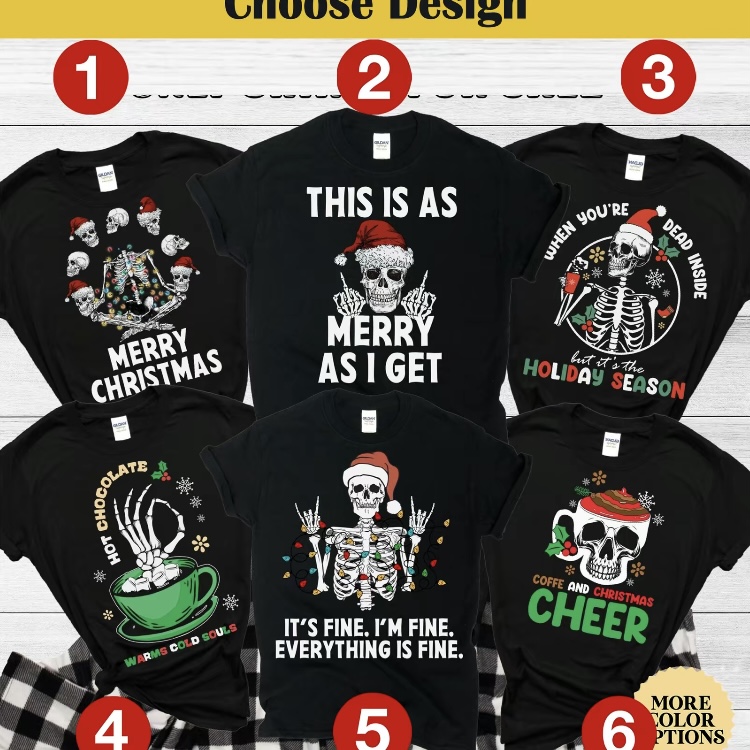 Choose Design
1
2
3
MERRY
CHRISTMAS
THIS IS AS
MERRY
AS I GET
WHEN YOU'RE DEAD INSIDE
but it's the
HOLIDAY SEASON
HOT CHOCOLATE
WARMS COLD SOULS
IT'S FINE. I'M FINE.
EVERYTHING IS FINE.
COFFE AND CHRISTMAS
CHEER
4
5
6
MORE
COLOR
OPTIONS